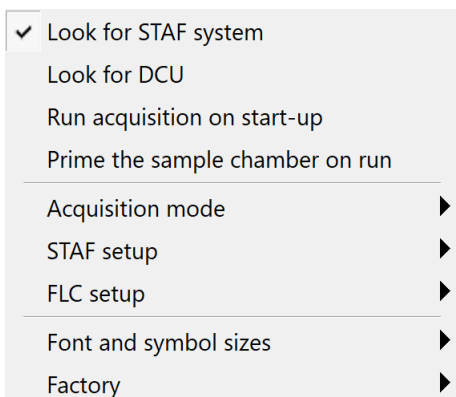 Look for STAF system
Look for DCU
Run acquisition on start-up
Prime the sample chamber on run
Acquisition mode
STAF setup
FLC setup
Font and symbol sizes
Factory